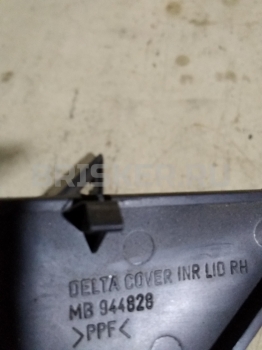 DELTA COVER INR LID RH
MB 944828
>PPF<